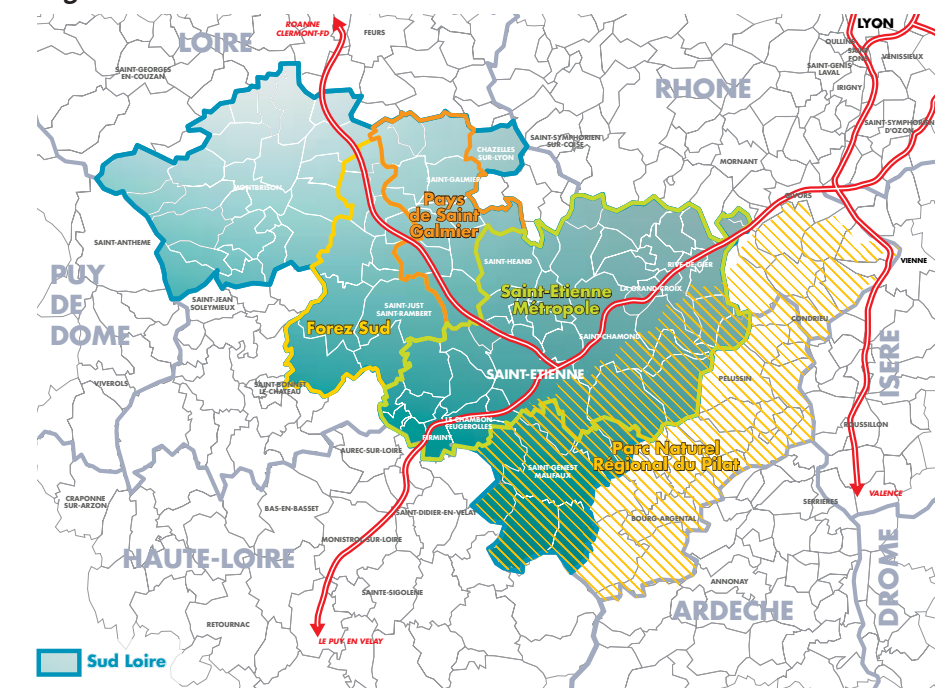 ROANNE
CLERMONT-FD
FEURS
LYON
LOIRE
OULLIN
SAINT
FONS
VENISSIEUX
SAINT-GENIS
LAVAL
SAINT-GEORGES
EN-COUZAN
RHONE
IRIGNY
SAINT-SYMPHORIEN
D'OZON
SAINT-SYMPHORIEN
SUR-COISE
CHAZELLES
SUR-LYON
MORNANT
SAINT-GALMIER
MONTBRISON
GIVORS
Pays
de Saint
Galmier
SAINT-ANTHEME
SAINT-HEAND
RIVE-DE-GIER
VIENNE
PUY
DE
DOME
LA GRAND-CROIX
Saint-Etienne
Métropole
SAINT-JEAN
SOLEYMIEUX
SAINT-JUST
SAINT-RAMBERT
CONDRIEU
Forez Sud
SAINT-CHAMOND
ISERE
SAINT-ETIENNE
PELUSSIN
VIVEROLS
SAINT-BONNET
LE-CHATEAU
LE-CHAMBON
FEUGEROLLES
ROUSSILLON
FIRMINY
AUREC-SUR-LOIRE
Parc Naturel
Régional du Pilat
SAINT-GENEST
MALIFAUX
VALENCE
CRAPONNE
SUR-ARZON
SERRIERES
BAS-EN-BASSET
SAINT-DIDIER-EN-VELAY
BOURG-ARGENTAL
MONISTROL-SUR-LOIRE
HAUTE-LOIRE
DROME
ANNONAY
SAINTE-SIGOLENE
ARDECHE
RETOURNAC
LE PUY EN VELAY
Sud Loire